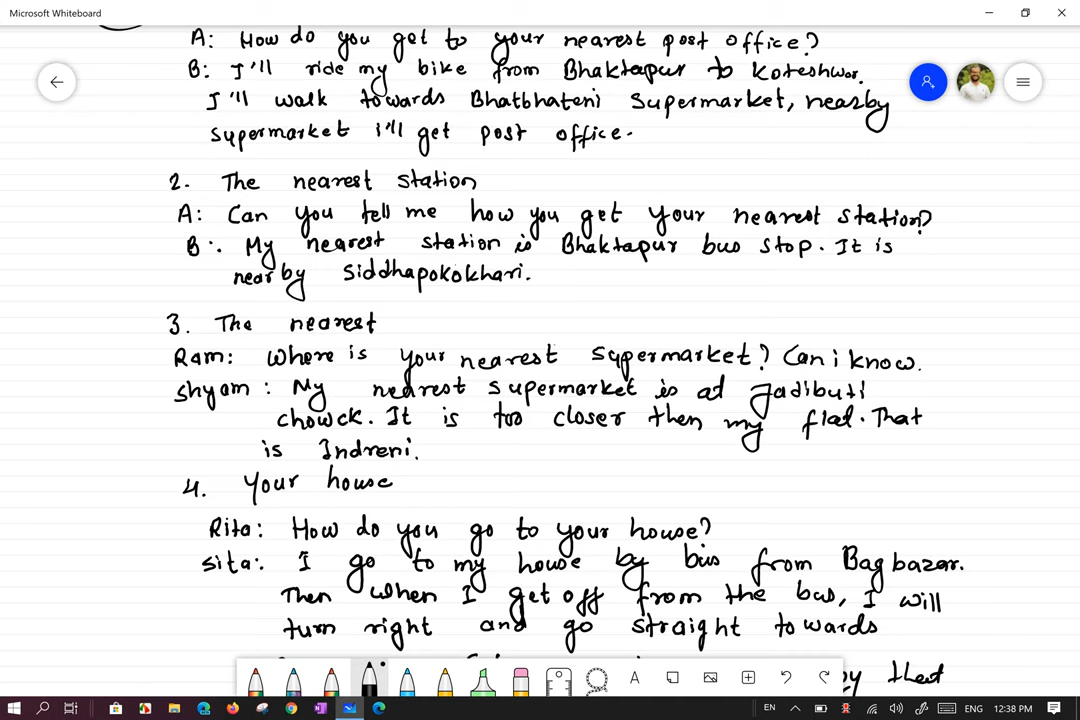 Microsoft Whiteboard
A: How do you get to your nearest post office?
B: I'll ride my bike from Bhaktapur to Koteshwor.
I'll walk towards Bhatbhateni supermarket, nearby
supermarket i'll get post office.
2. The nearest station
A: Can you tell me how you get your nearest station?
B: My nearest station is Bhaktapur bus stop. It is
nearby Siddhapokokhari.
3. The nearest
Ram: Where is your nearest supermarket? Can i know.
Shyam: My nearest supermarket is at Jadibuti
chowck. It is too closer then my flat. That
is Indreni.
4. Your house
Rita: How do you go to your house?
Sita: I go to my house by bus from Bagbazar.
Then when I get off from the bus, I will
turn right and go straight towards
that
EN ENG 12:38 PM